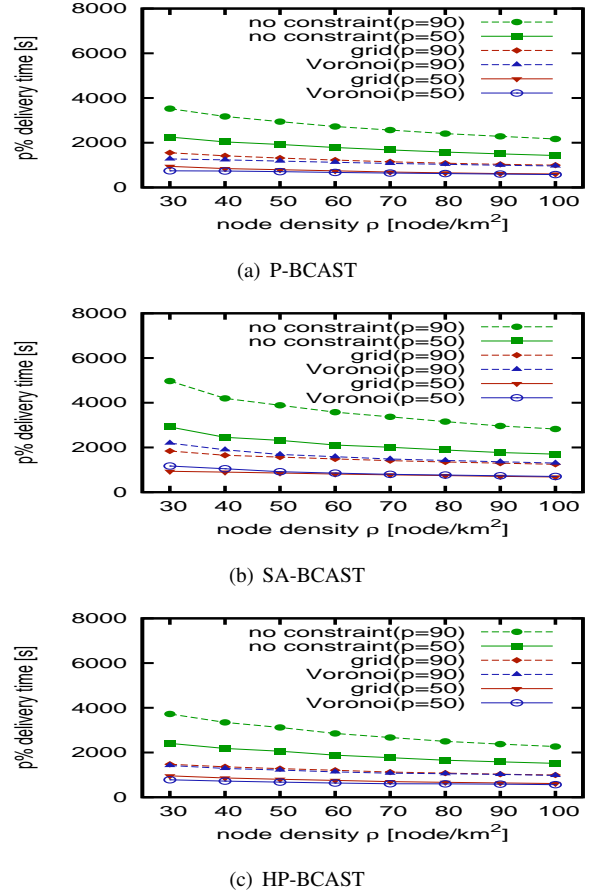 8000
6000
4000
2000
0
p% delivery time [s]
no constraint(p=90)
no constraint(p=50)
grid(p=90)
Voronoi(p=90)
grid(p=50)
Voronoi(p=50)
30 40 50 60 70 80 90 100
node density ρ [node/km²]
(a) P-BCAST
8000
6000
4000
2000
0
p% delivery time [s]
no constraint(p=90)
no constraint(p=50)
grid(p=90)
Voronoi(p=90)
grid(p=50)
Voronoi(p=50)
30 40 50 60 70 80 90 100
node density ρ [node/km²]
(b) SA-BCAST
8000
6000
4000
2000
0
p% delivery time [s]
no constraint(p=90)
no constraint(p=50)
grid(p=90)
Voronoi(p=90)
grid(p=50)
Voronoi(p=50)
30 40 50 60 70 80 90 100
node density ρ [node/km²]
(c) HP-BCAST